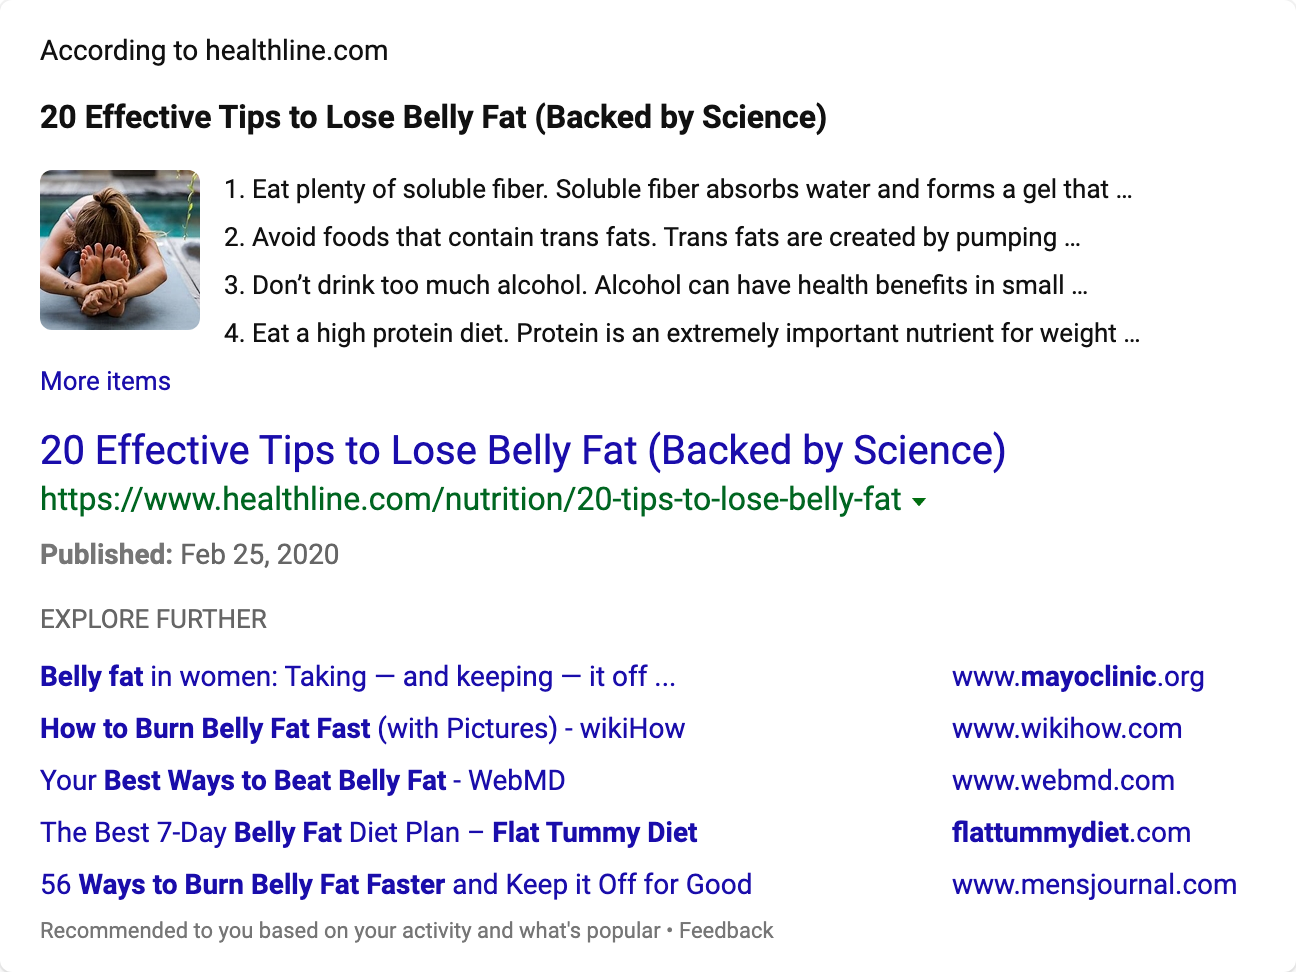 According to healthline.com
20 Effective Tips to Lose Belly Fat (Backed by Science)
1. Eat plenty of soluble fiber. Soluble fiber absorbs water and forms a gel that ...
2. Avoid foods that contain trans fats. Trans fats are created by pumping ...
3. Don’t drink too much alcohol. Alcohol can have health benefits in small ...
4. Eat a high protein diet. Protein is an extremely important nutrient for weight ...
More items
20 Effective Tips to Lose Belly Fat (Backed by Science)
https://www.healthline.com/nutrition/20-tips-to-lose-belly-fat
Published: Feb 25, 2020
EXPLORE FURTHER
Belly fat in women: Taking — and keeping — it off ... www.mayoclinic.org
How to Burn Belly Fat Fast (with Pictures) - wikiHow www.wikihow.com
Your Best Ways to Beat Belly Fat - WebMD www.webmd.com
The Best 7-Day Belly Fat Diet Plan – Flat Tummy Diet flattummydiet.com
56 Ways to Burn Belly Fat Faster and Keep it Off for Good www.mensjournal.com
Recommended to you based on your activity and what's popular • Feedback